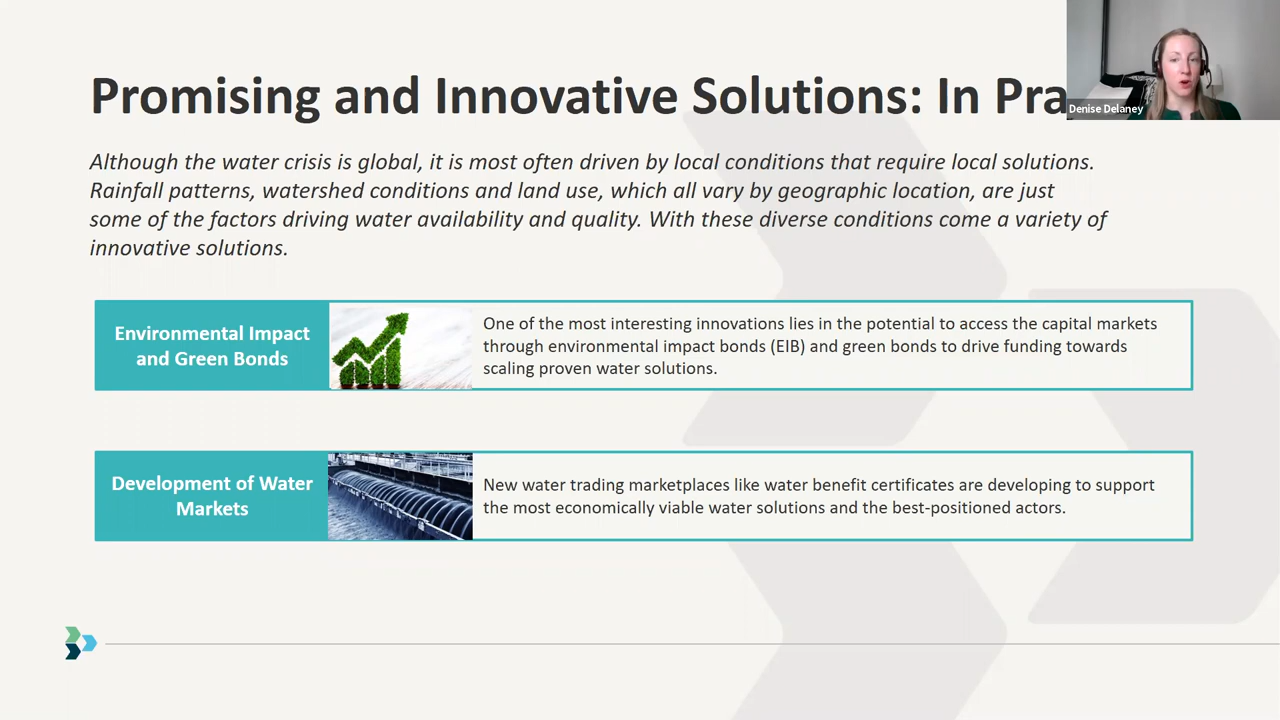 Promising and Innovative Solutions: In Pra
Denise Delaney
Although the water crisis is global, it is most often driven by local conditions that require local solutions.
Rainfall patterns, watershed conditions and land use, which all vary by geographic location, are just
some of the factors driving water availability and quality. With these diverse conditions come a variety of
innovative solutions.
Environmental Impact
and Green Bonds
One of the most interesting innovations lies in the potential to access the capital markets
through environmental impact bonds (EIB) and green bonds to drive funding towards
scaling proven water solutions.
Development of Water
Markets
New water trading marketplaces like water benefit certificates are developing to support
the most economically viable water solutions and the best-positioned actors.